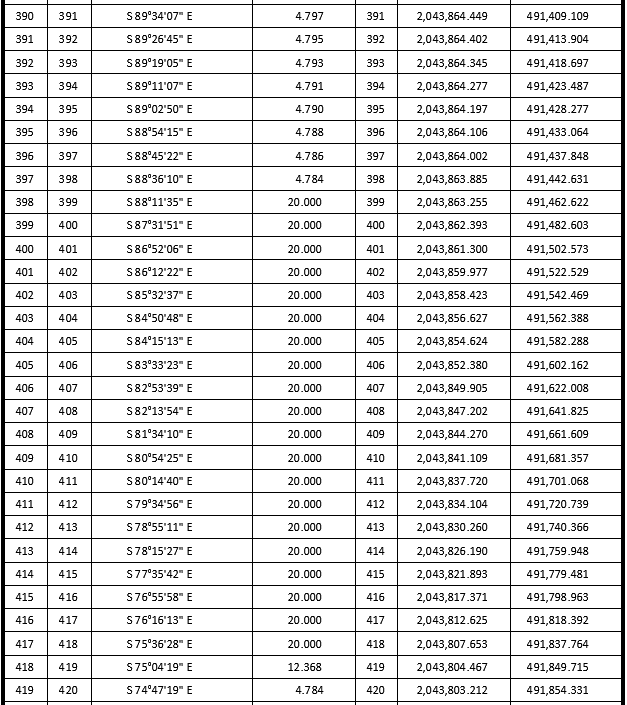 390 391 S 89°34'07" E 4.797 391 2,043,864.449 491,409.109
391 392 S 89°26'45" E 4.795 392 2,043,864.402 491,413.904
392 393 S 89°19'05" E 4.793 393 2,043,864.345 491,418.697
393 394 S 89°11'07" E 4.791 394 2,043,864.277 491,423.487
394 395 S 89°02'50" E 4.790 395 2,043,864.197 491,428.277
395 396 S 88°54'15" E 4.788 396 2,043,864.106 491,433.064
396 397 S 88°45'22" E 4.786 397 2,043,864.002 491,437.848
397 398 S 88°36'10" E 4.784 398 2,043,863.885 491,442.631
398 399 S 88°11'35" E 20.000 399 2,043,863.255 491,462.622
399 400 S 87°31'51" E 20.000 400 2,043,862.393 491,482.603
400 401 S 86°52'06" E 20.000 401 2,043,861.300 491,502.573
401 402 S 86°12'22" E 20.000 402 2,043,859.977 491,522.529
402 403 S 85°32'37" E 20.000 403 2,043,858.423 491,542.469
403 404 S 84°50'48" E 20.000 404 2,043,856.627 491,562.388
404 405 S 84°15'13" E 20.000 405 2,043,854.624 491,582.288
405 406 S 83°33'23" E 20.000 406 2,043,852.380 491,602.162
406 407 S 82°53'39" E 20.000 407 2,043,849.905 491,622.008
407 408 S 82°13'54" E 20.000 408 2,043,847.202 491,641.825
408 409 S 81°34'10" E 20.000 409 2,043,844.270 491,661.609
409 410 S 80°54'25" E 20.000 410 2,043,841.109 491,681.357
410 411 S 80°14'40" E 20.000 411 2,043,837.720 491,701.068
411 412 S 79°34'56" E 20.000 412 2,043,834.104 491,720.739
412 413 S 78°55'11" E 20.000 413 2,043,830.260 491,740.366
413 414 S 78°15'27" E 20.000 414 2,043,826.190 491,759.948
414 415 S 77°35'42" E 20.000 415 2,043,821.893 491,779.481
415 416 S 76°55'58" E 20.000 416 2,043,817.371 491,798.963
416 417 S 76°16'13" E 20.000 417 2,043,812.625 491,818.392
417 418 S 75°36'28" E 20.000 418 2,043,807.653 491,837.764
418 419 S 75°04'19" E 12.368 419 2,043,804.467 491,849.715
419 420 S 74°47'19" E 4.784 420 2,043,803.212 491,854.331